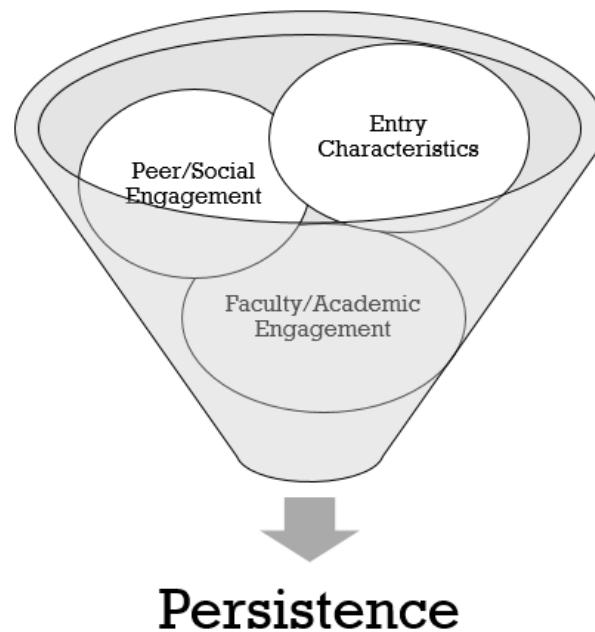 Entry
Characteristics
Peer/Social
Engagement
Faculty/Academic
Engagement
Persistence